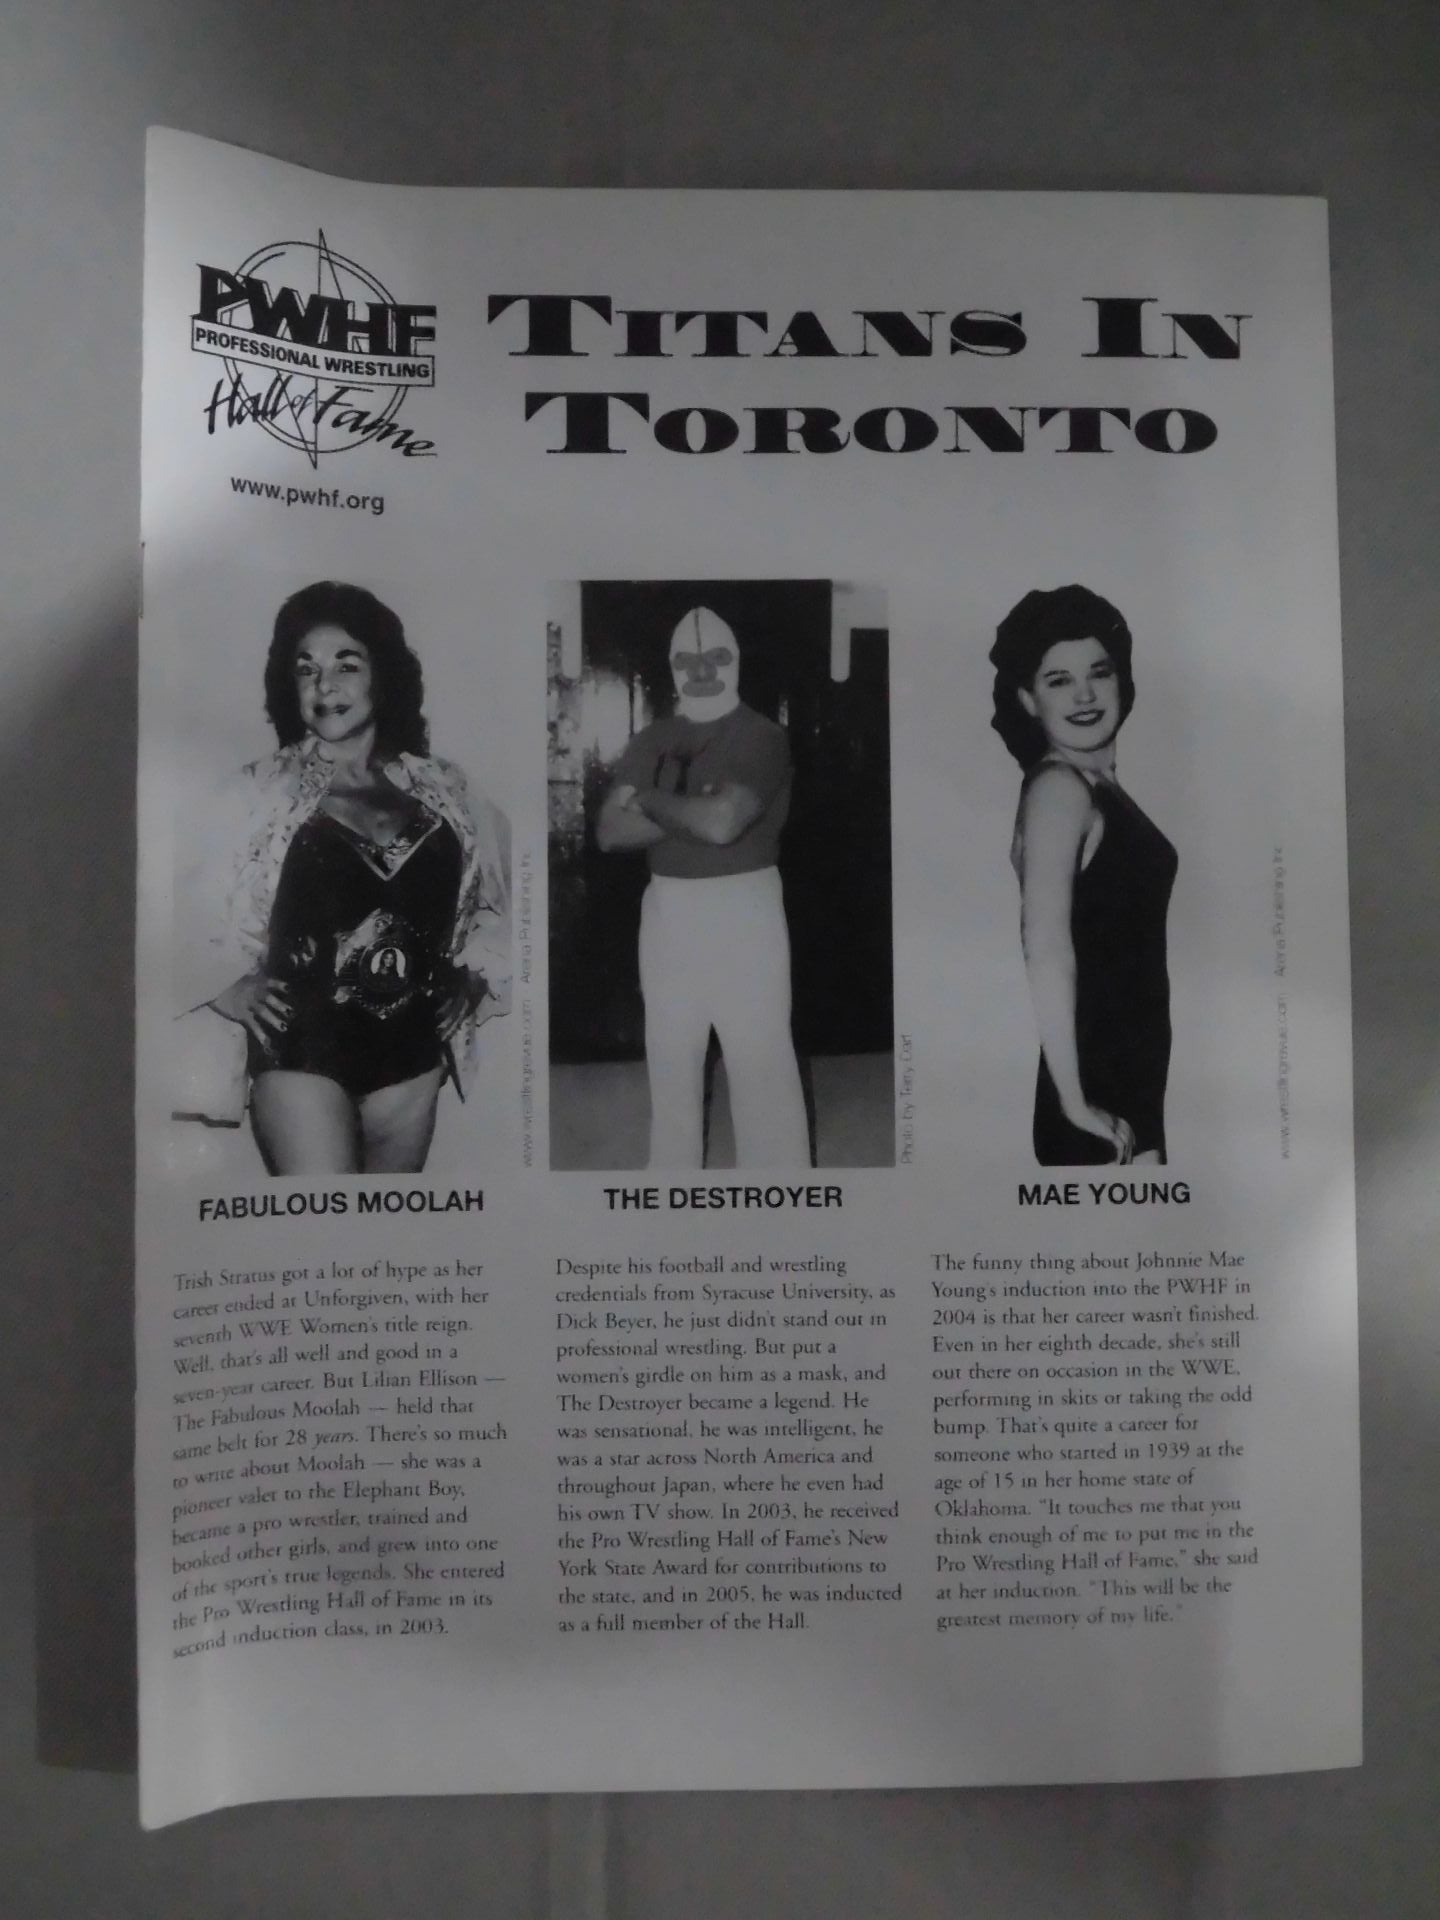 PWHF
PROFESSIONAL WRESTLING
Hall of Fame
www.pwhf.org
TITANS IN
TORONTO
www.wrestlingrevue.com - Arena Publishing Inc
Photo by Terry Dart
www.wrestlingrevue.com - Arena Publishing Inc
FABULOUS MOOLAH
Trish Stratus got a lot of hype as her
career ended at Unforgiven, with her
seventh WWE Women's title reign.
Well, that's all well and good in a
seven-year career. But Lilian Ellison —
The Fabulous Moolah — held that
same belt for 28 years. There's so much
to write about Moolah — she was a
pioneer valet to the Elephant Boy,
became a pro wrestler, trained and
booked other girls, and grew into one
of the sport's true legends. She entered
the Pro Wrestling Hall of Fame in its
second induction class, in 2003.
THE DESTROYER
Despite his football and wrestling
credentials from Syracuse University, as
Dick Beyer, he just didn't stand out in
professional wrestling. But put a
women's girdle on him as a mask, and
The Destroyer became a legend. He
was sensational, he was intelligent, he
was a star across North America and
throughout Japan, where he even had
his own TV show. In 2003, he received
the Pro Wrestling Hall of Fame's New
York State Award for contributions to
the state, and in 2005, he was inducted
as a full member of the Hall.
MAE YOUNG
The funny thing about Johnnie Mae
Young's induction into the PWHF in
2004 is that her career wasn't finished.
Even in her eighth decade, she's still
out there on occasion in the WWE,
performing in skits or taking the odd
bump. That's quite a career for
someone who started in 1939 at the
age of 15 in her home state of
Oklahoma. "It touches me that you
think enough of me to put me in the
Pro Wrestling Hall of Fame," she said
at her induction. "This will be the
greatest memory of my life."